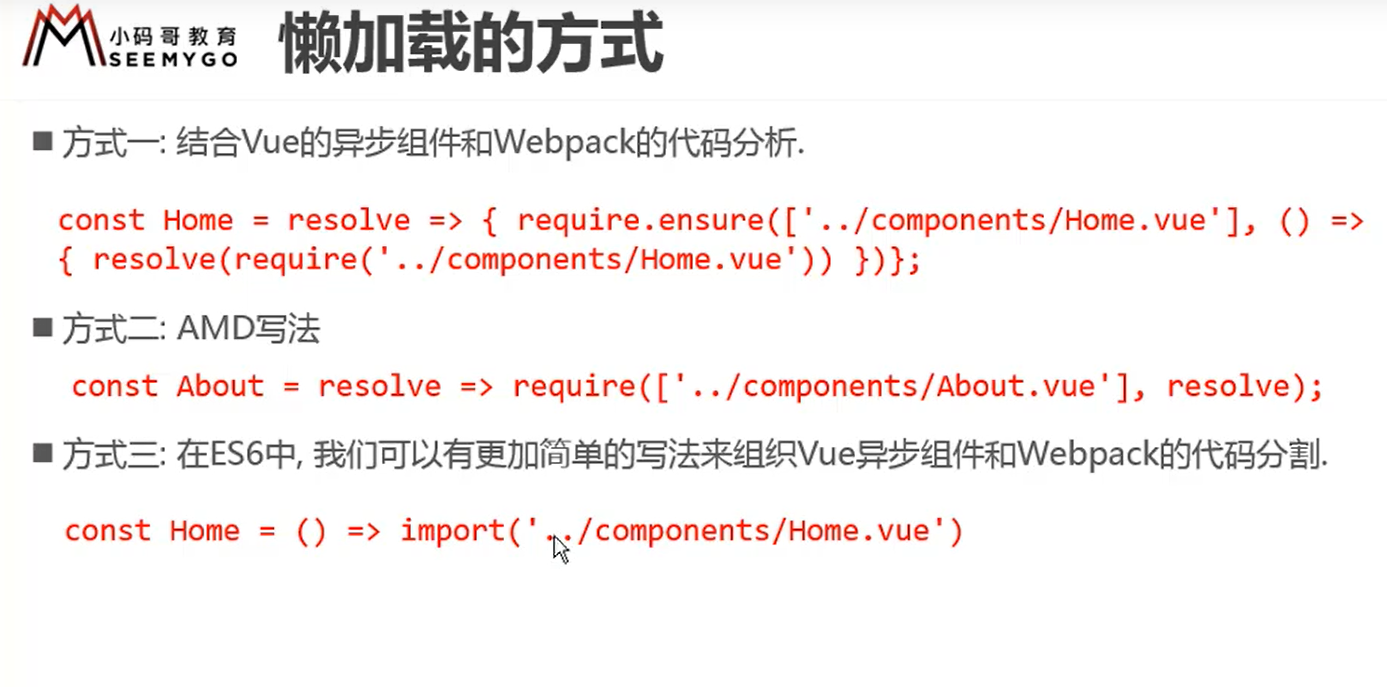 小码哥教育
SEEMYGO
懒加载的方式
方式一: 结合Vue的异步组件和Webpack的代码分析.
const Home = resolve => { require.ensure(['../components/Home.vue'], () =>
{ resolve(require('../components/Home.vue')) })};
方式二: AMD写法
const About = resolve => require(['../components/About.vue'], resolve);
方式三: 在ES6中, 我们可以有更加简单的写法来组织Vue异步组件和Webpack的代码分割.
const Home = () => import('../components/Home.vue')